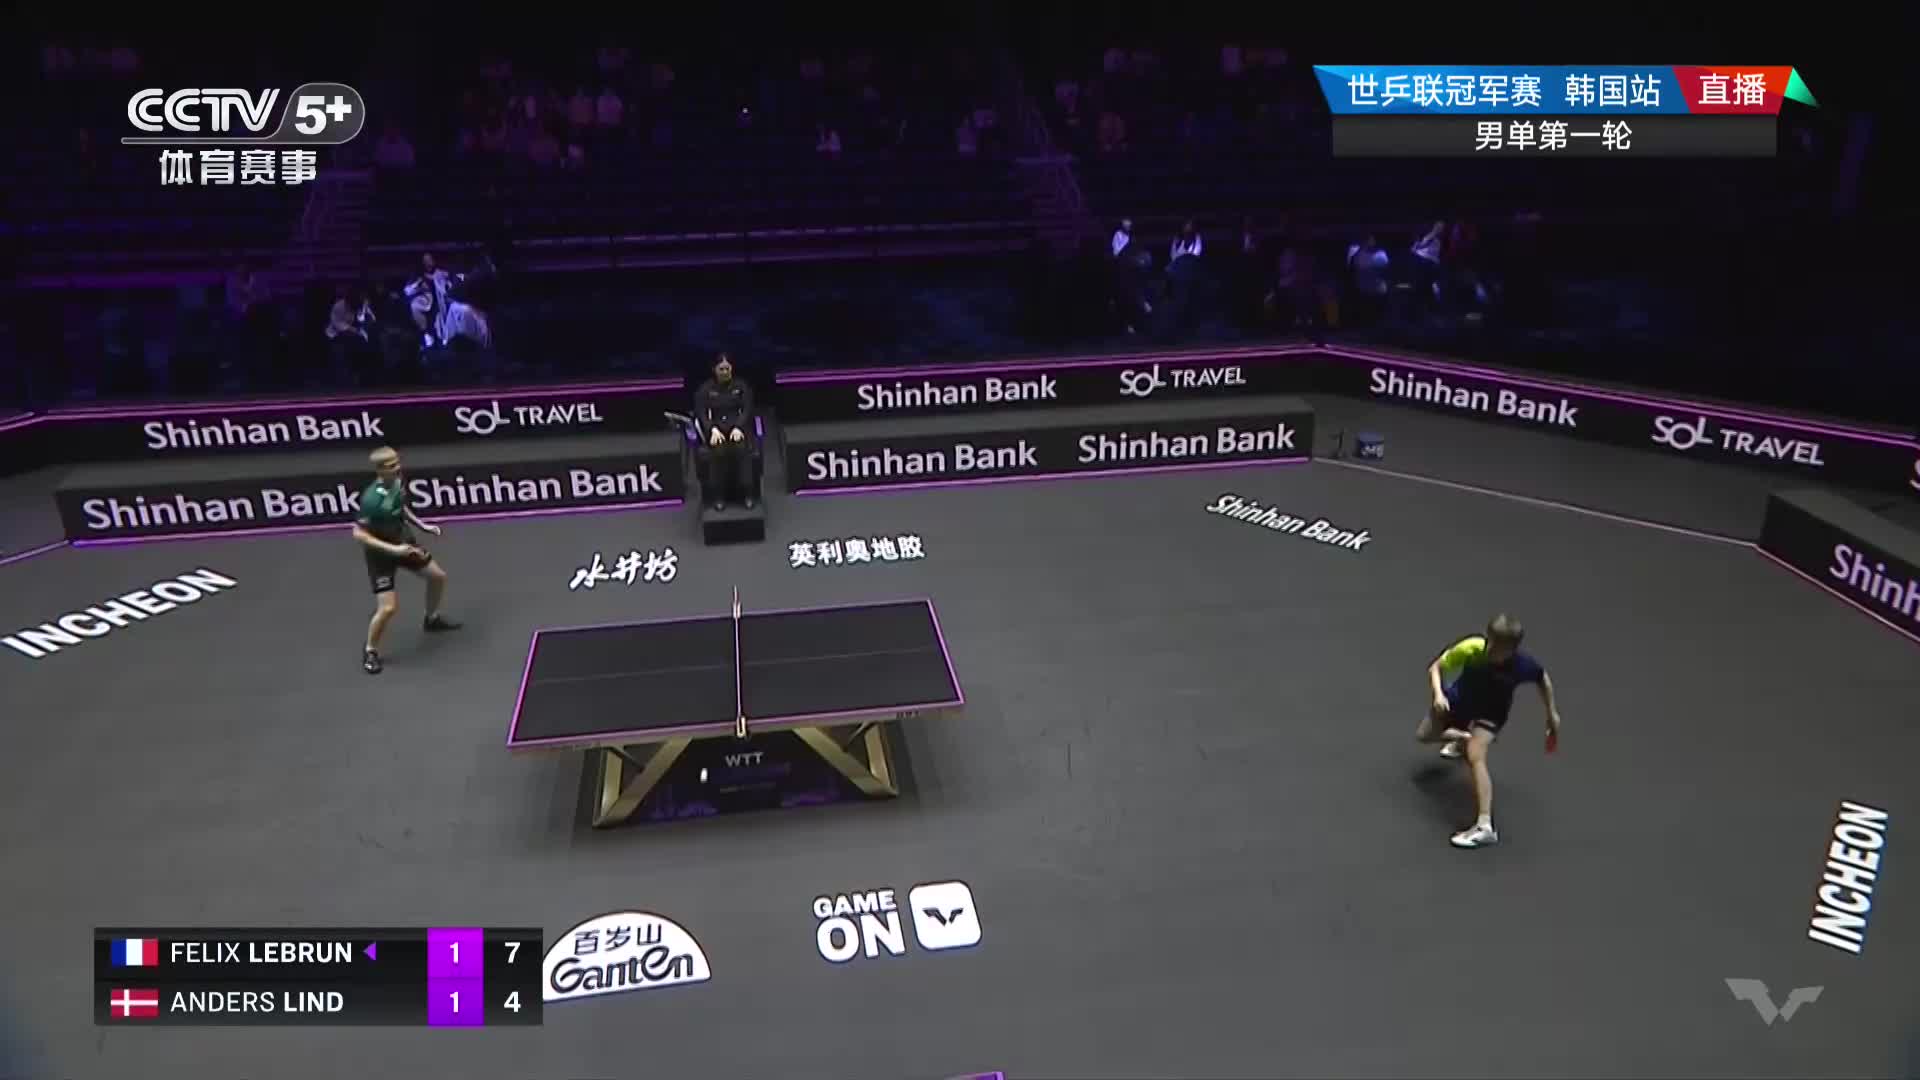 CCTV 5+
体育赛事
世乒联冠军赛 韩国站 直播
男单第一轮
Shinhan Bank
SOL TRAVEL
Shinhan Bank
SOL TRAVEL
Shinhan Bank
SOL TRAVEL
Shinhan Bank
Shinhan Bank
Shinhan Bank
Shinhan Bank
Shinhan Bank
Shinh
INCHEON
水井坊
英利奥地胶
WTT
INCHEON
GAME
ON
百岁山
Ganten
FELIX LEBRUN 1 7
ANDERS LIND 1 4